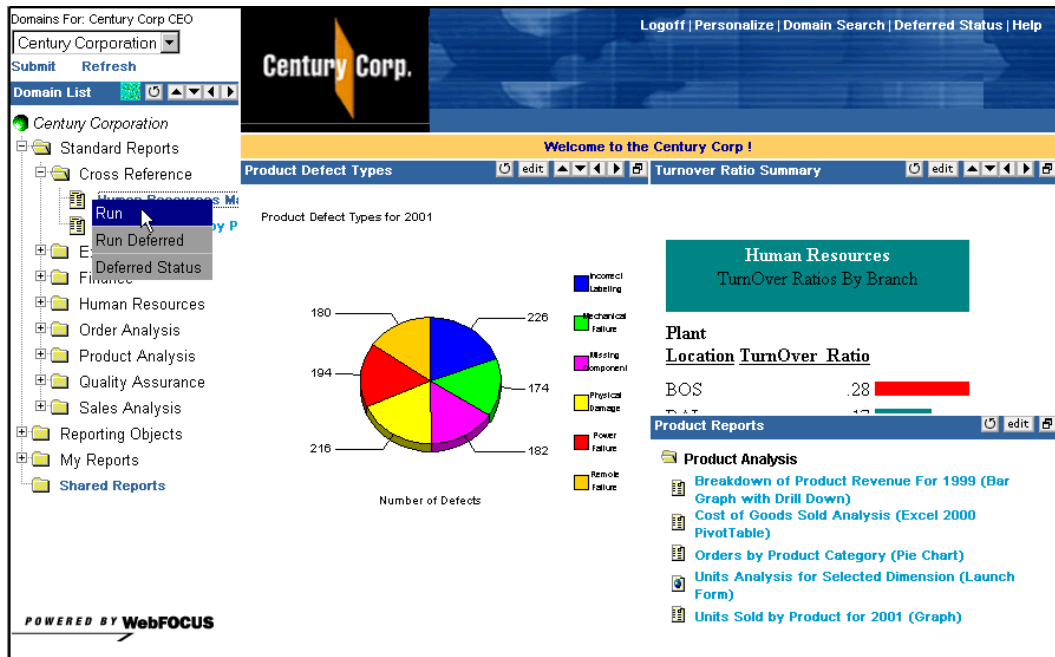 Domains For: Century Corp CEO
Century Corporation
Submit Refresh
Domain List
Century Corporation
Standard Reports
Cross Reference
Human Resources Ma
Run
by P
Run Deferred
Deferred Status
Finance
Human Resources
Order Analysis
Product Analysis
Quality Assurance
Sales Analysis
Reporting Objects
My Reports
Shared Reports
POWERED BY WebFOCUS
Century Corp.
Logoff | Personalize | Domain Search | Deferred Status | Help
Welcome to the Century Corp !
Product Defect Types
edit
Product Defect Types for 2001
180
226
194
174
216
182
Number of Defects
Incorrect
Labeling
Mechanical
Failure
Missing
Component
Physical
Damage
Power
Failure
Remote
Failure
Turnover Ratio Summary
edit
Human Resources
TurnOver Ratios By Branch
Plant
Location TurnOver_Ratio
BOS .28
Product Reports
edit
Product Analysis
Breakdown of Product Revenue For 1999 (Bar
Graph with Drill Down)
Cost of Goods Sold Analysis (Excel 2000
PivotTable)
Orders by Product Category (Pie Chart)
Units Analysis for Selected Dimension (Launch
Form)
Units Sold by Product for 2001 (Graph)